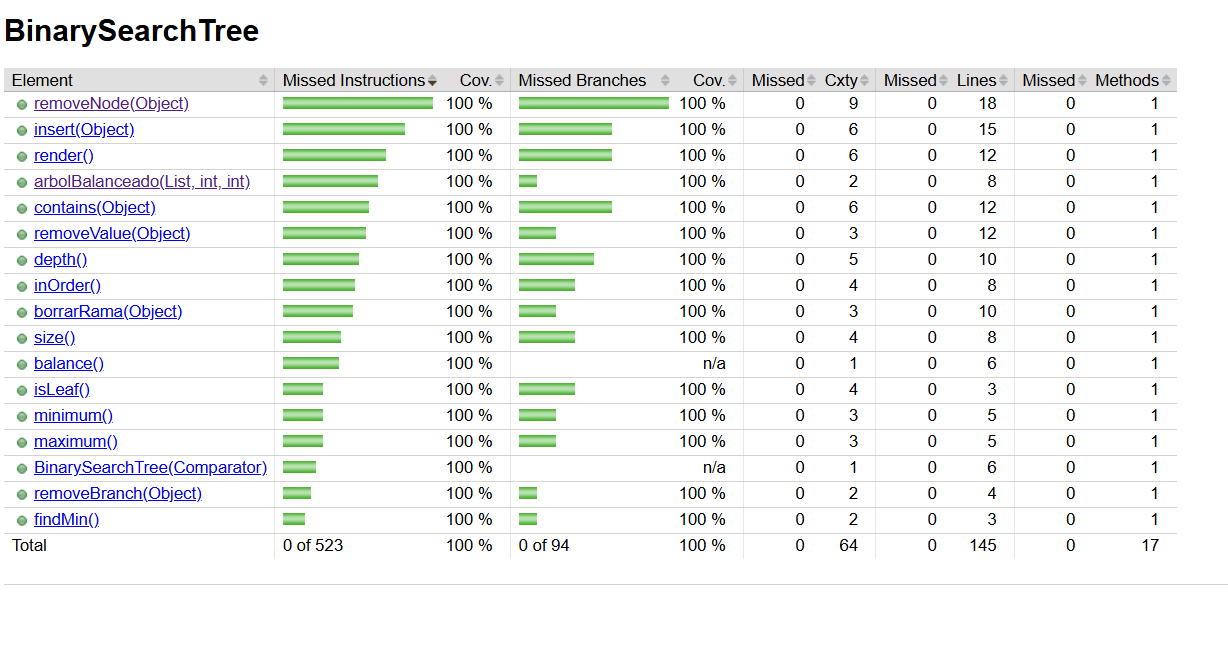 BinarySearchTree
Element Missed Instructions Cov. Missed Branches Cov. Missed Cxty Missed Lines Missed Methods
removeNode(Object) 100 % 100 % 0 9 0 18 0 1
insert(Object) 100 % 100 % 0 6 0 15 0 1
render() 100 % 100 % 0 6 0 12 0 1
arbolBalanceado(List, int, int) 100 % 100 % 0 2 0 8 0 1
contains(Object) 100 % 100 % 0 6 0 12 0 1
removeValue(Object) 100 % 100 % 0 3 0 12 0 1
depth() 100 % 100 % 0 5 0 10 0 1
inOrder() 100 % 100 % 0 4 0 8 0 1
borrarRama(Object) 100 % 100 % 0 3 0 10 0 1
size() 100 % 100 % 0 4 0 8 0 1
balance() 100 % n/a 0 1 0 6 0 1
isLeaf() 100 % 100 % 0 4 0 3 0 1
minimum() 100 % 100 % 0 3 0 5 0 1
maximum() 100 % 100 % 0 3 0 5 0 1
BinarySearchTree(Comparator) 100 % n/a 0 1 0 6 0 1
removeBranch(Object) 100 % 100 % 0 2 0 4 0 1
findMin() 100 % 100 % 0 2 0 3 0 1
Total 0 of 523 100 % 0 of 94 100 % 0 64 0 145 0 17